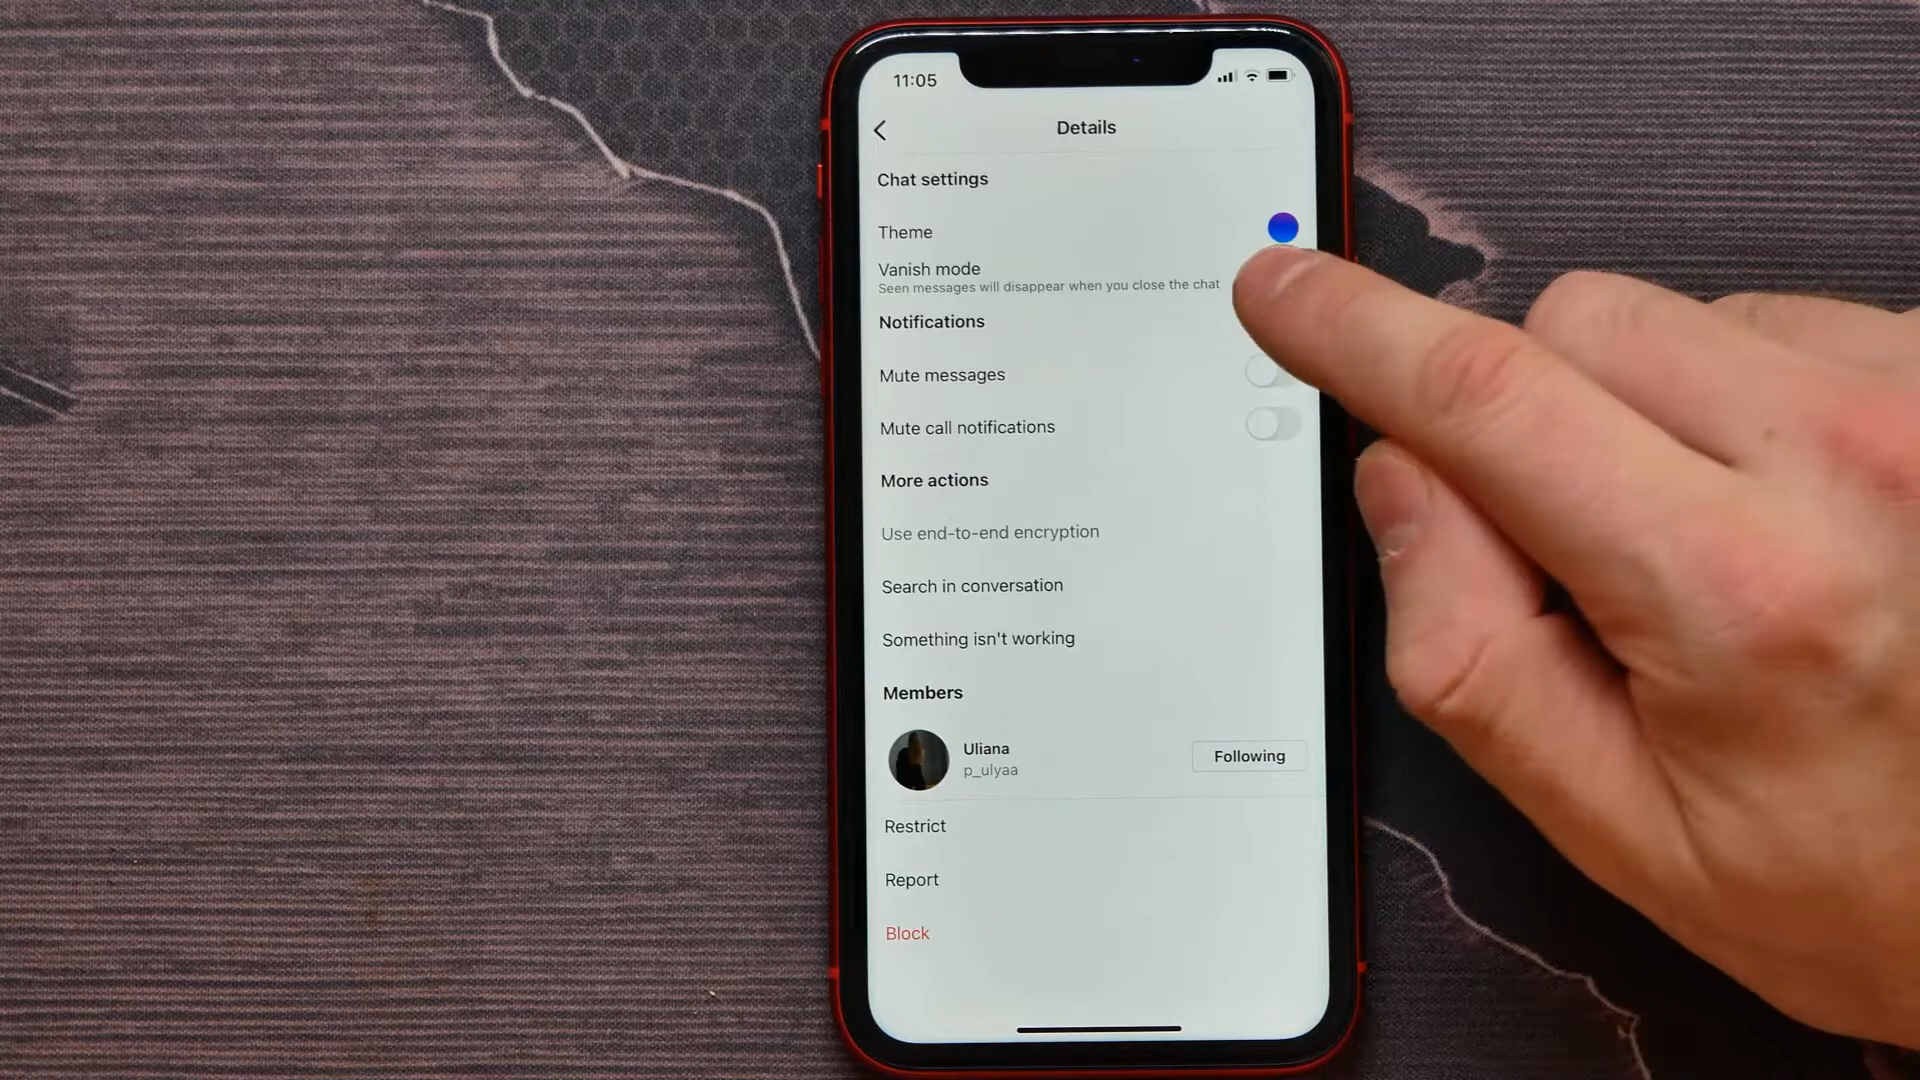 11:05
Details
Chat settings
Theme
Vanish mode
Seen messages will disappear when you close the chat
Notifications
Mute messages
Mute call notifications
More actions
Use end-to-end encryption
Search in conversation
Something isn't working
Members
Uliana
p_ulyaa
Following
Restrict
Report
Block